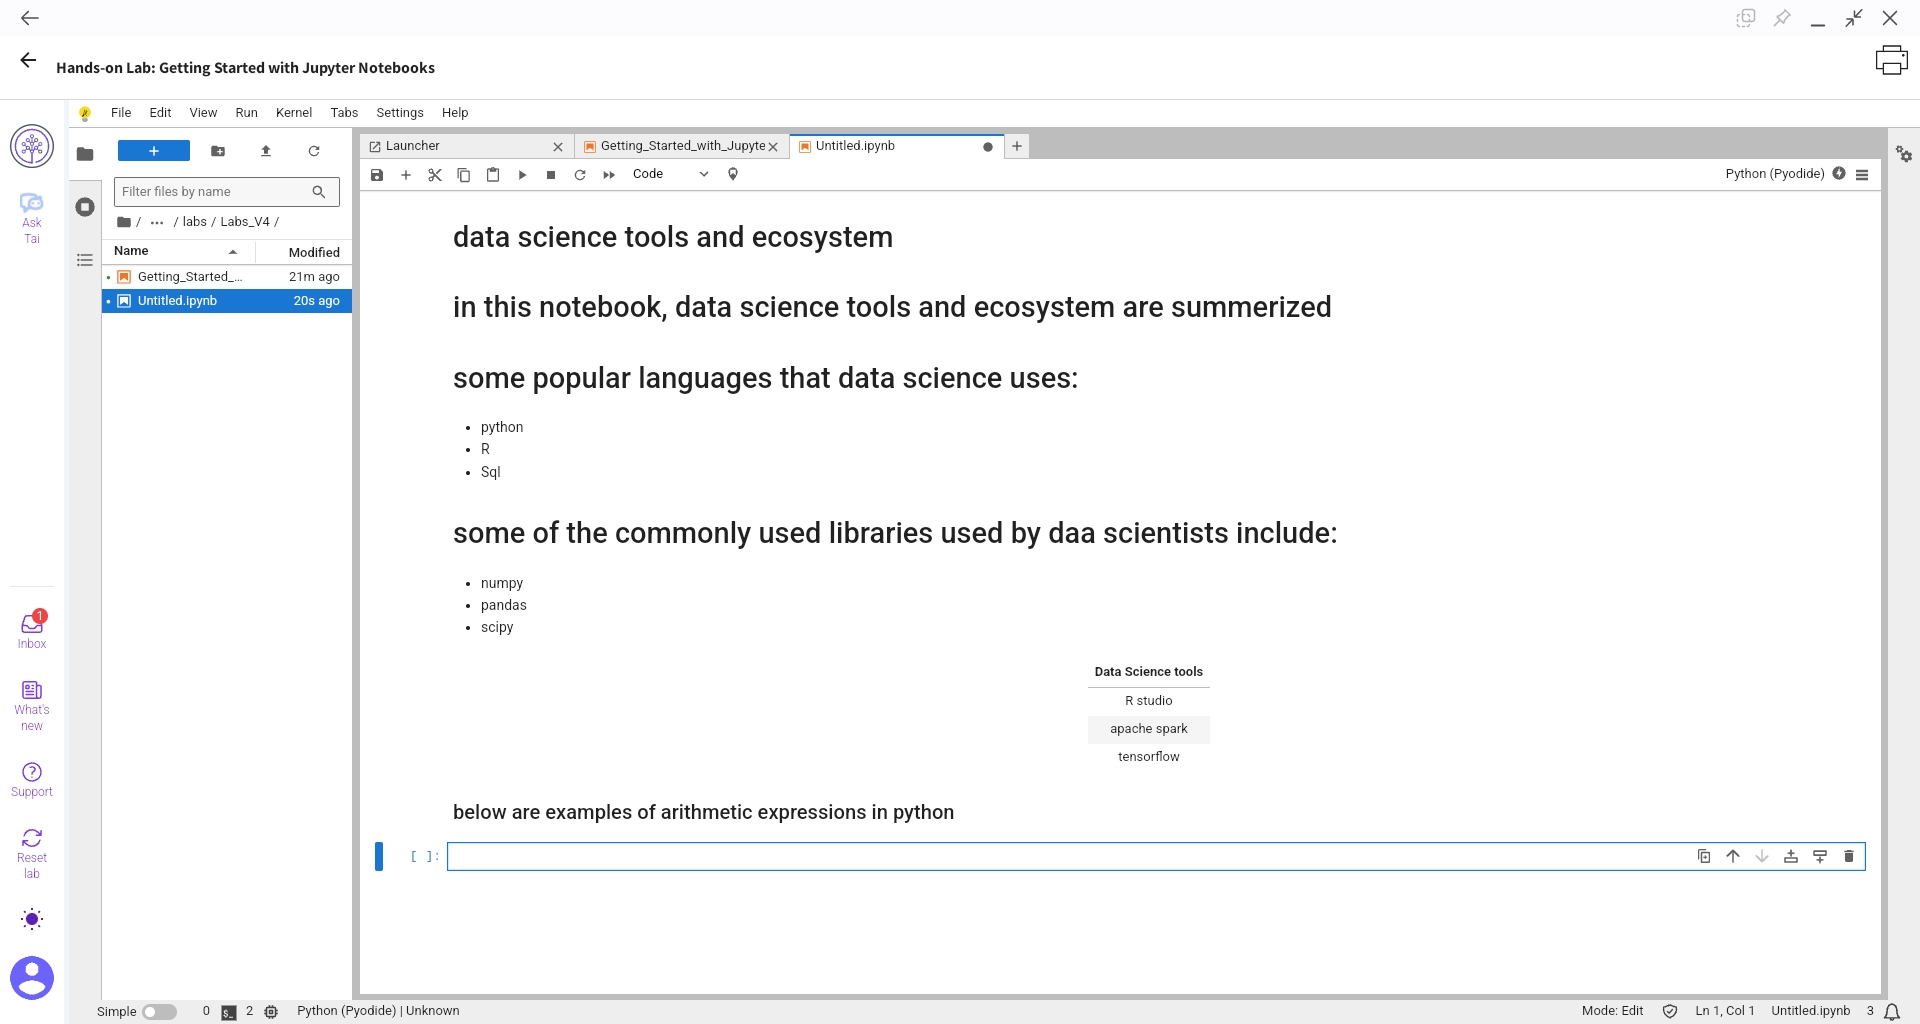 Hands-on Lab: Getting Started with Jupyter Notebooks
File Edit View Run Kernel Tabs Settings Help
Launcher
Getting_Started_with_Jupyte
Untitled.ipynb
Ask
Tai
Filter files by name
/ ... / labs / Labs_V4 /
Name Modified
Getting_Started_... 21m ago
Untitled.ipynb 20s ago
Code
Python (Pyodide)
data science tools and ecosystem
in this notebook, data science tools and ecosystem are summerized
some popular languages that data science uses:
• python
• R
• Sql
some of the commonly used libraries used by daa scientists include:
• numpy
• pandas
• scipy
Data Science tools
R studio
apache spark
tensorflow
below are examples of arithmetic expressions in python
[ ]:
1
Inbox
What's
new
Support
Reset
lab
Simple 0 $_ 2 Python (Pyodide) | Unknown
Mode: Edit Ln 1, Col 1 Untitled.ipynb 3